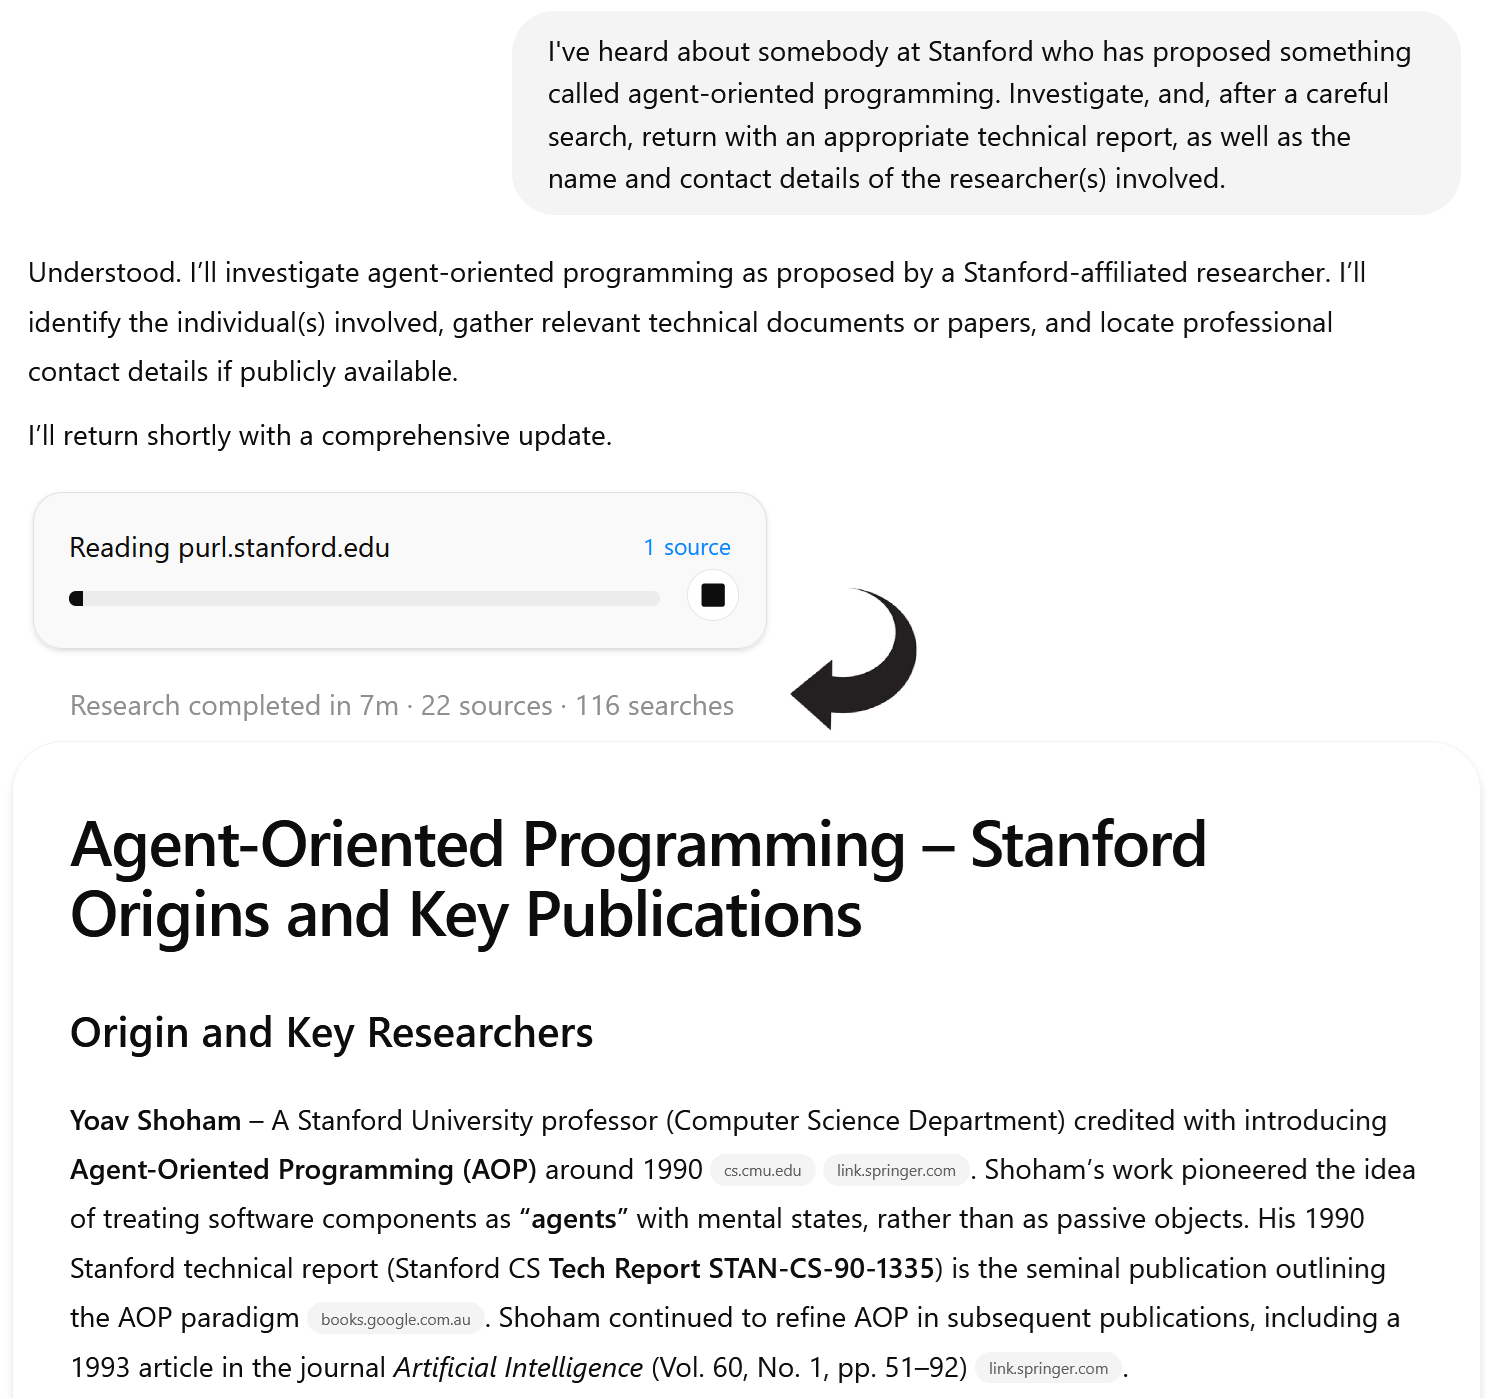 I've heard about somebody at Stanford who has proposed something
called agent-oriented programming. Investigate, and, after a careful
search, return with an appropriate technical report, as well as the
name and contact details of the researcher(s) involved.
Understood. I’ll investigate agent-oriented programming as proposed by a Stanford-affiliated researcher. I’ll
identify the individual(s) involved, gather relevant technical documents or papers, and locate professional
contact details if publicly available.
I’ll return shortly with a comprehensive update.
Reading purl.stanford.edu 1 source
Research completed in 7m · 22 sources · 116 searches
Agent-Oriented Programming – Stanford
Origins and Key Publications
Origin and Key Researchers
Yoav Shoham – A Stanford University professor (Computer Science Department) credited with introducing
Agent-Oriented Programming (AOP) around 1990 cs.cmu.edu link.springer.com . Shoham’s work pioneered the idea
of treating software components as “agents” with mental states, rather than as passive objects. His 1990
Stanford technical report (Stanford CS Tech Report STAN-CS-90-1335) is the seminal publication outlining
the AOP paradigm books.google.com.au . Shoham continued to refine AOP in subsequent publications, including a
1993 article in the journal Artificial Intelligence (Vol. 60, No. 1, pp. 51–92) link.springer.com .